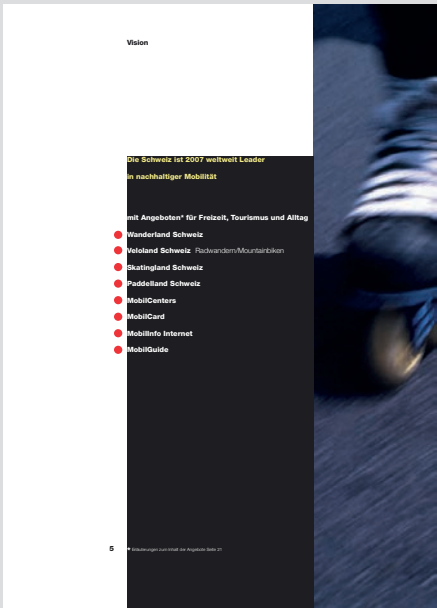 Vision
Die Schweiz ist 2007 weltweit Leader
in nachhaltiger Mobilität
mit Angeboten* für Freizeit, Tourismus und Alltag
Wanderland Schweiz
Veloland Schweiz Radwandern/Mountainbiken
Skatingland Schweiz
Paddelland Schweiz
MobilCenters
MobilCard
MobilInfo Internet
MobilGuide
5 * Erläuterungen zum Inhalt der Angebote Seite 21